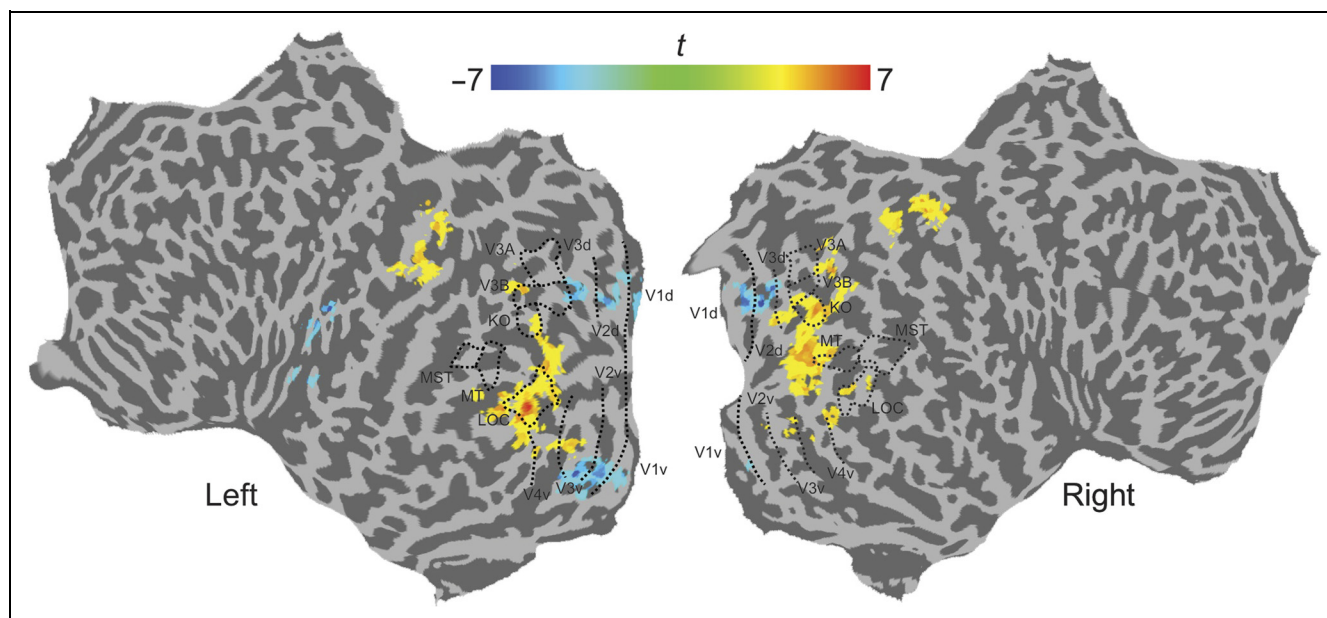 t
−7
7
V3A
V3d
V3B
V1d
KO
V2d
V2v
MST
MT
LOC
V1v
V4v
V3v
Left
V3A
V3d
V3B
V1d
KO
MST
MT
V2d
V2v
LOC
V1v
V4v
V3v
Right